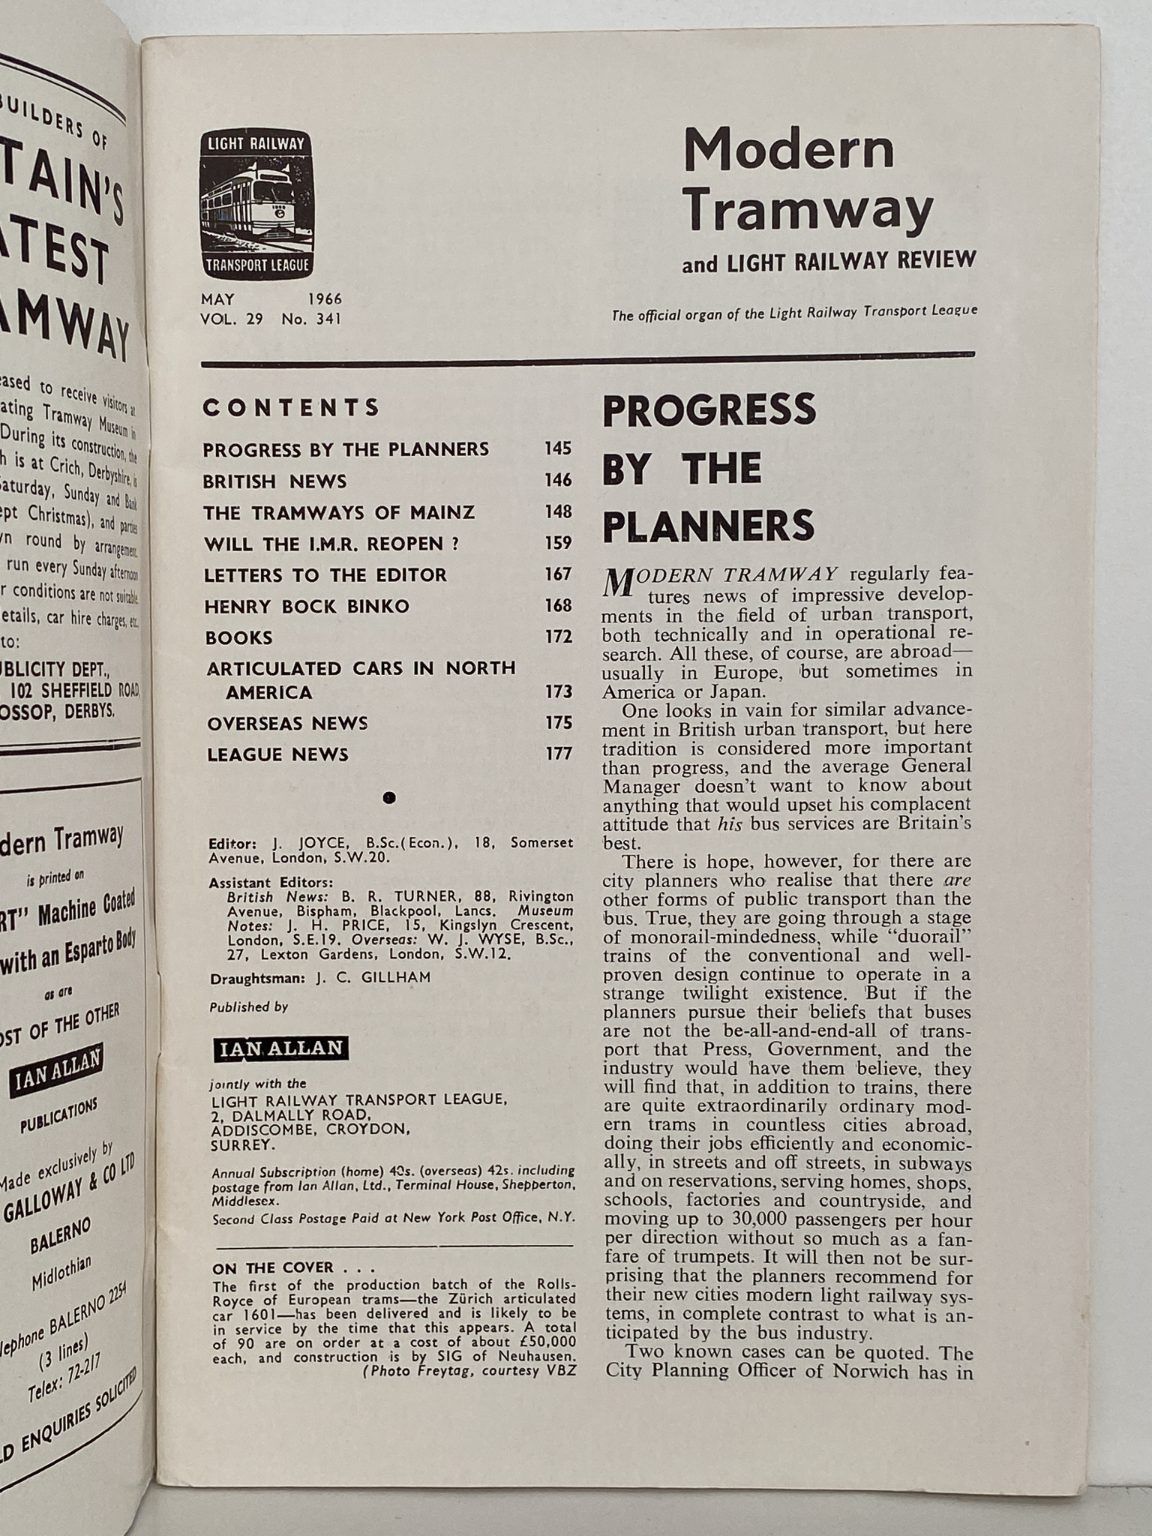 BUILDERS OF
TAIN'S
ATEST
AMWAY
eased to receive visitors at
ating Tramway Museum in
During its construction, the
h is at Crich, Derbyshire, is
Saturday, Sunday and Bank
ept Christmas), and parties
wn round by arrangement.
run every Sunday afternoon
r conditions are not suitable.
etails, car hire charges, etc.
to:
UBLICITY DEPT.,
102 SHEFFIELD ROAD,
OSSOP, DERBYS.
dern Tramway
is printed on
RT" Machine Coated
with an Esparto Body
as are
OST OF THE OTHER
IAN ALLAN
PUBLICATIONS
Made exclusively by
GALLOWAY & CO LTD
BALERNO
Midlothian
lephone BALERNO 2254
(3 lines)
Telex: 72-217
LD ENQUIRIES SOLICITED
LIGHT RAILWAY
TRANSPORT LEAGUE
MAY 1966
VOL. 29 No. 341
Modern
Tramway
and LIGHT RAILWAY REVIEW
The official organ of the Light Railway Transport League
CONTENTS
PROGRESS BY THE PLANNERS 145
BRITISH NEWS 146
THE TRAMWAYS OF MAINZ 148
WILL THE I.M.R. REOPEN ? 159
LETTERS TO THE EDITOR 167
HENRY BOCK BINKO 168
BOOKS 172
ARTICULATED CARS IN NORTH
AMERICA 173
OVERSEAS NEWS 175
LEAGUE NEWS 177
Editor: J. JOYCE, B.Sc.(Econ.), 18, Somerset
Avenue, London, S.W.20.
Assistant Editors:
British News: B. R. TURNER, 88, Rivington
Avenue, Bispham, Blackpool, Lancs. Museum
Notes: J. H. PRICE, 15, Kingslyn Crescent,
London, S.E.19. Overseas: W. J. WYSE, B.Sc.,
27, Lexton Gardens, London, S.W.12.
Draughtsman: J. C. GILLHAM
Published by
IAN ALLAN
jointly with the
LIGHT RAILWAY TRANSPORT LEAGUE,
2, DALMALLY ROAD,
ADDISCOMBE, CROYDON,
SURREY.
Annual Subscription (home) 40s. (overseas) 42s. including
postage from Ian Allan, Ltd., Terminal House, Shepperton,
Middlesex.
Second Class Postage Paid at New York Post Office, N.Y.
ON THE COVER . . .
The first of the production batch of the Rolls-
Royce of European trams—the Zürich articulated
car 1601—has been delivered and is likely to be
in service by the time that this appears. A total
of 90 are on order at a cost of about £50,000
each, and construction is by SIG of Neuhausen.
(Photo Freytag, courtesy VBZ
PROGRESS
BY THE
PLANNERS
MODERN TRAMWAY regularly fea-
tures news of impressive develop-
ments in the field of urban transport,
both technically and in operational re-
search. All these, of course, are abroad—
usually in Europe, but sometimes in
America or Japan.
One looks in vain for similar advance-
ment in British urban transport, but here
tradition is considered more important
than progress, and the average General
Manager doesn't want to know about
anything that would upset his complacent
attitude that his bus services are Britain's
best.
There is hope, however, for there are
city planners who realise that there are
other forms of public transport than the
bus. True, they are going through a stage
of monorail-mindedness, while "duorail"
trains of the conventional and well-
proven design continue to operate in a
strange twilight existence. But if the
planners pursue their beliefs that buses
are not the be-all-and-end-all of trans-
port that Press, Government, and the
industry would have them believe, they
will find that, in addition to trains, there
are quite extraordinarily ordinary mod-
ern trams in countless cities abroad,
doing their jobs efficiently and economic-
ally, in streets and off streets, in subways
and on reservations, serving homes, shops,
schools, factories and countryside, and
moving up to 30,000 passengers per hour
per direction without so much as a fan-
fare of trumpets. It will then not be sur-
prising that the planners recommend for
their new cities modern light railway sys-
tems, in complete contrast to what is an-
ticipated by the bus industry.
Two known cases can be quoted. The
City Planning Officer of Norwich has in